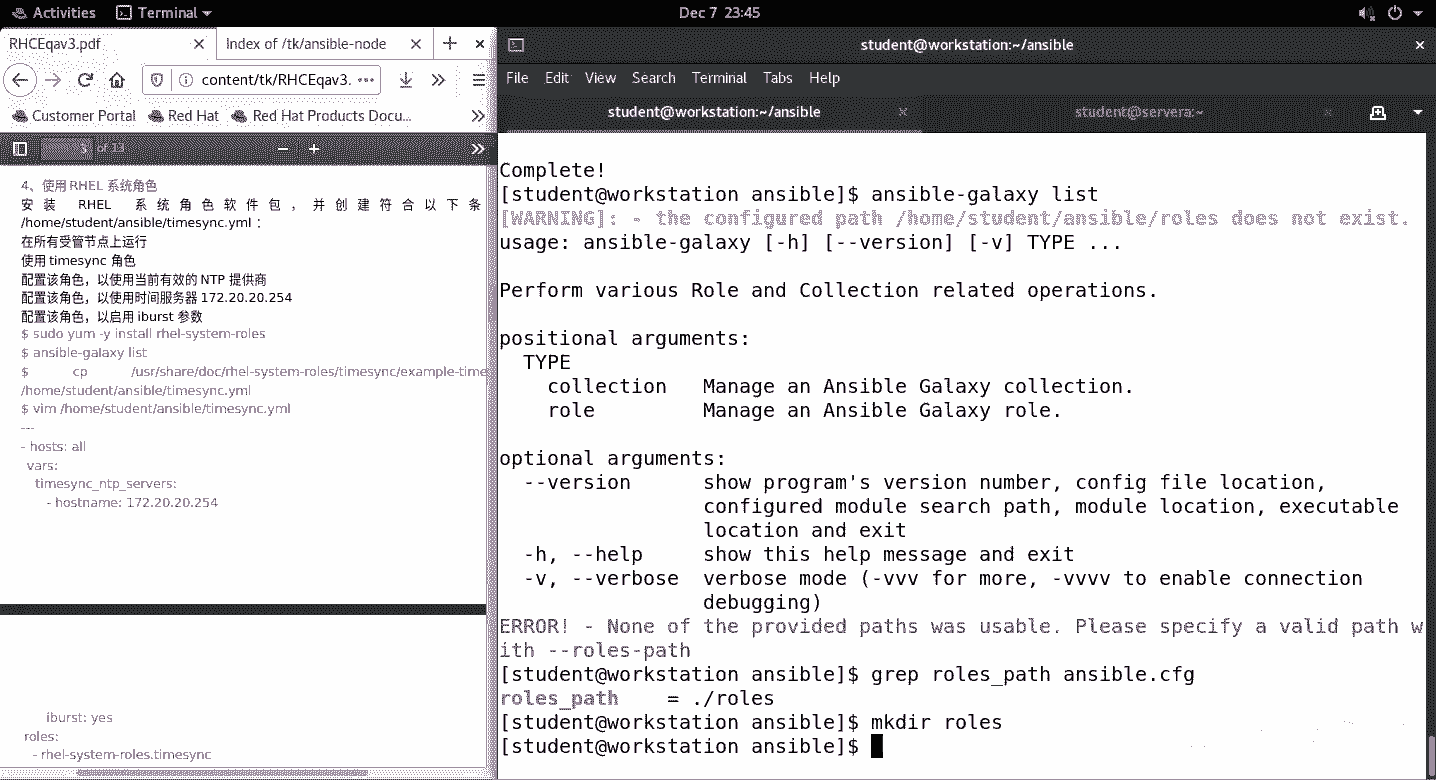 Activities
Terminal
Dec 7 23:45
RHCEqav3.pdf
Index of /tk/ansible-node
content/tk/RHCEqav3.
Customer Portal
Red Hat
Red Hat Products Docu…
of 13
4、使用 RHEL 系统角色
安装 RHEL 系统角色软件包，并创建符合以下条
/home/student/ansible/timesync.yml：
在所有受管节点上运行
使用 timesync 角色
配置该角色，以使用当前有效的 NTP 提供商
配置该角色，以使用时间服务器 172.20.20.254
配置该角色，以启用 iburst 参数
$ sudo yum -y install rhel-system-roles
$ ansible-galaxy list
$ cp /usr/share/doc/rhel-system-roles/timesync/example-time
/home/student/ansible/timesync.yml
$ vim /home/student/ansible/timesync.yml
---
- hosts: all
vars:
timesync_ntp_servers:
- hostname: 172.20.20.254
iburst: yes
roles:
- rhel-system-roles.timesync
student@workstation:~/ansible
File Edit View Search Terminal Tabs Help
student@workstation:~/ansible
student@servera:~
Complete!
[student@workstation ansible]$ ansible-galaxy list
[WARNING]: - the configured path /home/student/ansible/roles does not exist.
usage: ansible-galaxy [-h] [--version] [-v] TYPE ...
Perform various Role and Collection related operations.
positional arguments:
TYPE
collection Manage an Ansible Galaxy collection.
role Manage an Ansible Galaxy role.
optional arguments:
--version show program's version number, config file location,
configured module search path, module location, executable
location and exit
-h, --help show this help message and exit
-v, --verbose verbose mode (-vvv for more, -vvvv to enable connection
debugging)
ERROR! - None of the provided paths was usable. Please specify a valid path w
ith --roles-path
[student@workstation ansible]$ grep roles_path ansible.cfg
roles_path = ./roles
[student@workstation ansible]$ mkdir roles
[student@workstation ansible]$